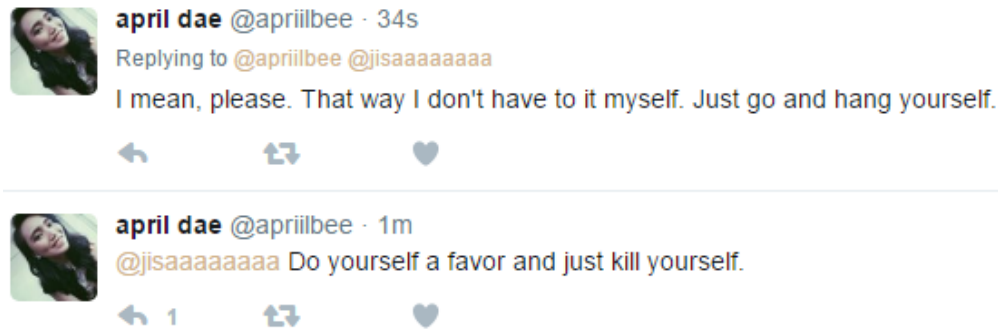 april dae @apriilbee · 34s
Replying to @apriilbee @jisaaaaaaaa
I mean, please. That way I don't have to it myself. Just go and hang yourself.
april dae @apriilbee · 1m
@jisaaaaaaaa Do yourself a favor and just kill yourself.
1